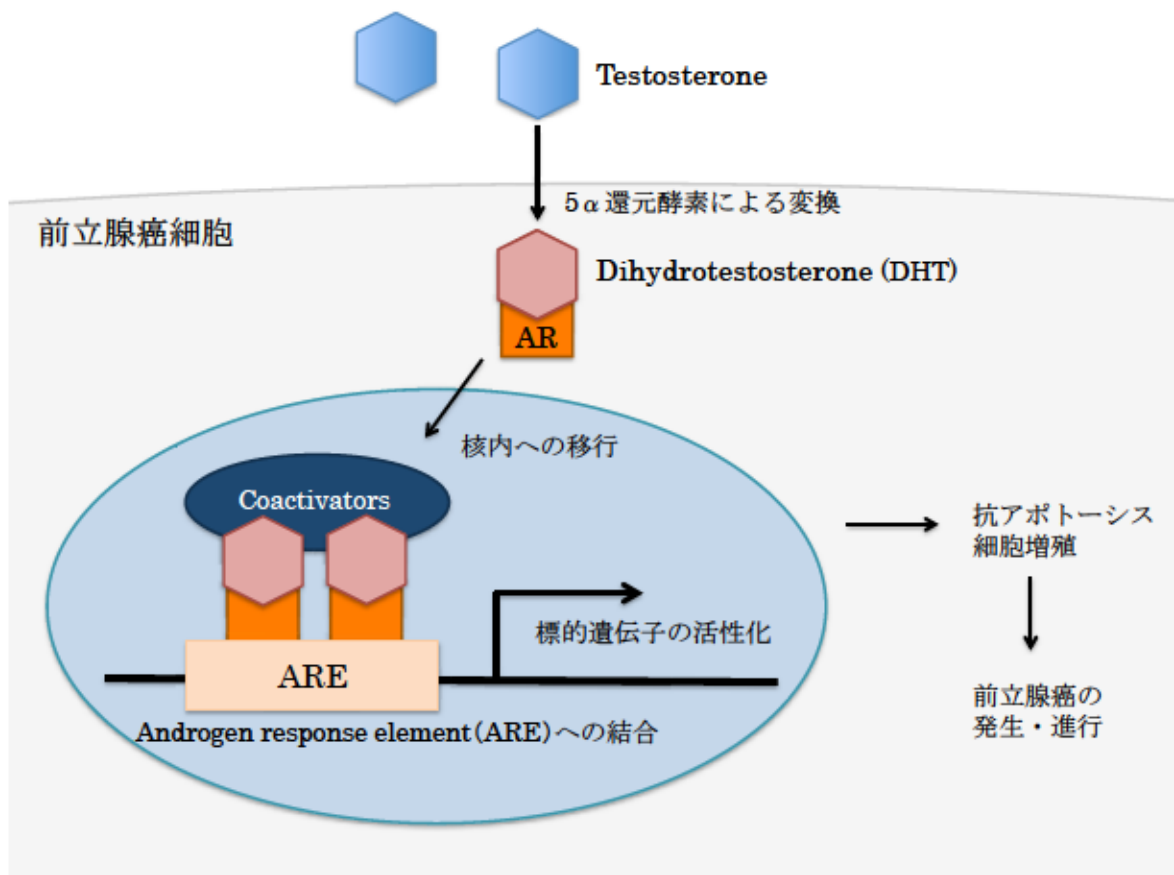 Testosterone
5α還元酵素による変換
前立腺癌細胞
Dihydrotestosterone (DHT)
AR
核内への移行
Coactivators
抗アポトーシス
細胞増殖
標的遺伝子の活性化
ARE
Androgen response element(ARE)への結合
前立腺癌の
発生・進行